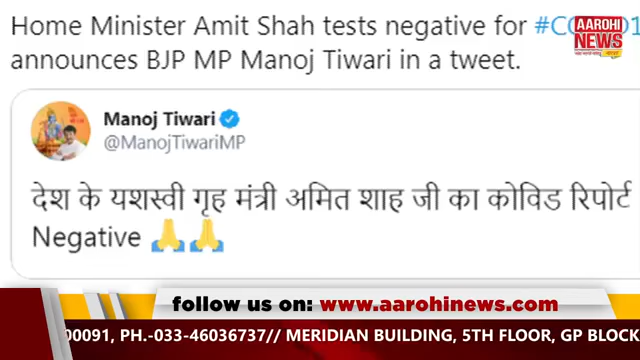 Home Minister Amit Shah tests negative for
AAROHI
NEWS
announces BJP MP Manoj Tiwari in a tweet.
Manoj Tiwari
@ManojTiwariMP
देश के यशस्वी गृह मंत्री अमित शाह जी का कोविड रिपोर्ट
Negative 🙏🙏
follow us on: www.aarohinews.com
00091, PH.-033-46036737// MERIDIAN BUILDING, 5TH FLOOR, GP BLOCK